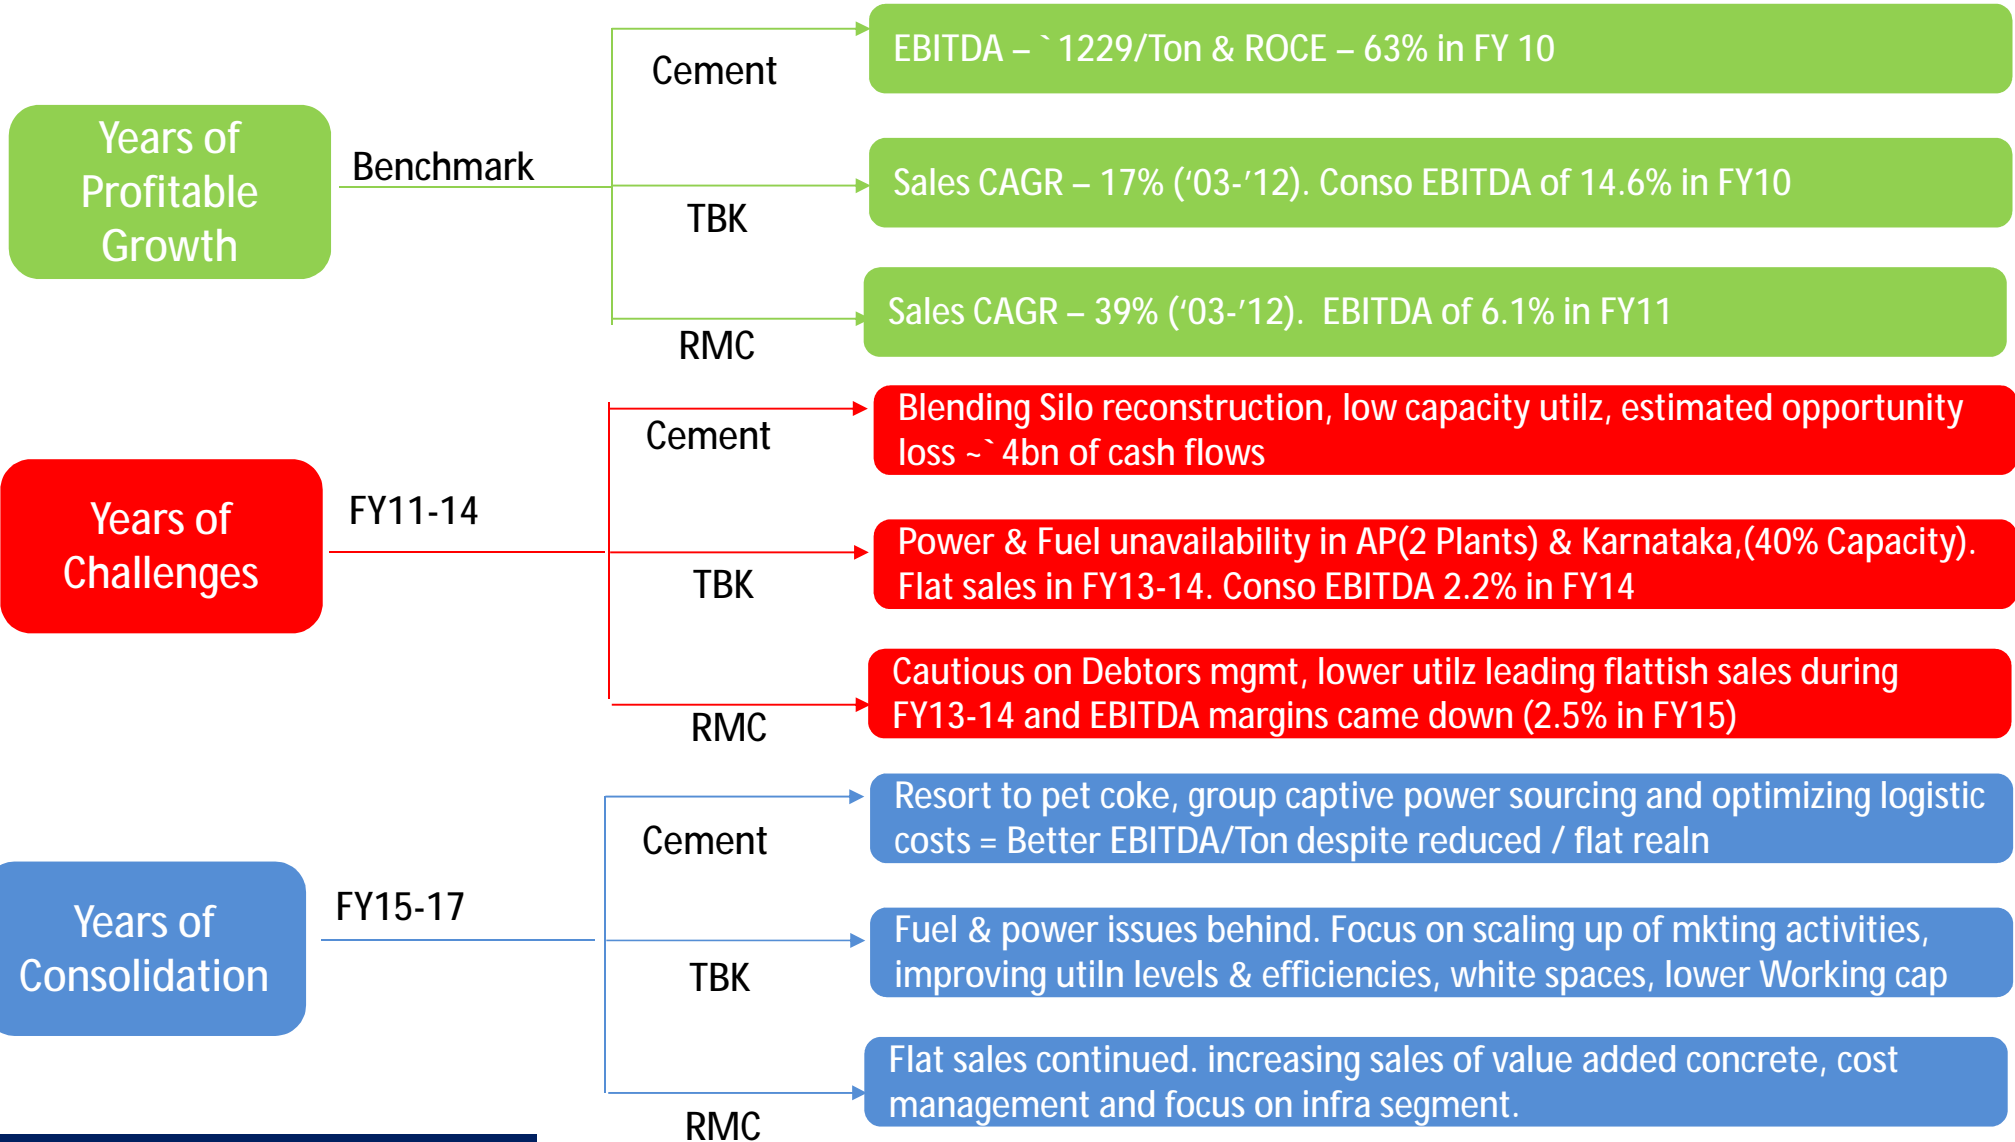 Years of
Profitable
Growth
Benchmark
Cement
EBITDA – ` 1229/Ton & ROCE – 63% in FY 10
TBK
Sales CAGR – 17% (‘03-’12). Conso EBITDA of 14.6% in FY10
RMC
Sales CAGR – 39% (‘03-’12). EBITDA of 6.1% in FY11
Years of
Challenges
FY11-14
Cement
Blending Silo reconstruction, low capacity utilz, estimated opportunity
loss ~` 4bn of cash flows
TBK
Power & Fuel unavailability in AP(2 Plants) & Karnataka,(40% Capacity).
Flat sales in FY13-14. Conso EBITDA 2.2% in FY14
RMC
Cautious on Debtors mgmt, lower utilz leading flattish sales during
FY13-14 and EBITDA margins came down (2.5% in FY15)
Years of
Consolidation
FY15-17
Cement
Resort to pet coke, group captive power sourcing and optimizing logistic
costs = Better EBITDA/Ton despite reduced / flat realn
TBK
Fuel & power issues behind. Focus on scaling up of mkting activities,
improving utiln levels & efficiencies, white spaces, lower Working cap
RMC
Flat sales continued. increasing sales of value added concrete, cost
management and focus on infra segment.